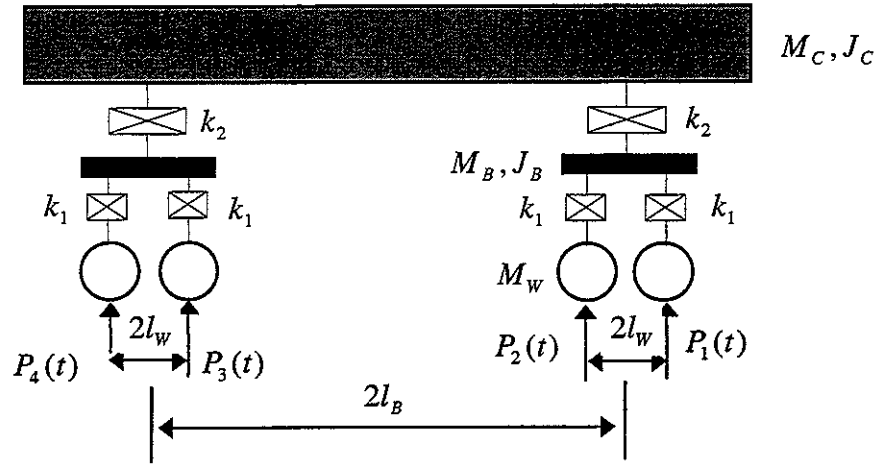 M_C, J_C
k_2
k_2
M_B, J_B
k_1
k_1
k_1
k_1
M_W
2l_W
2l_W
P_4(t)
P_3(t)
P_2(t)
P_1(t)
2l_B